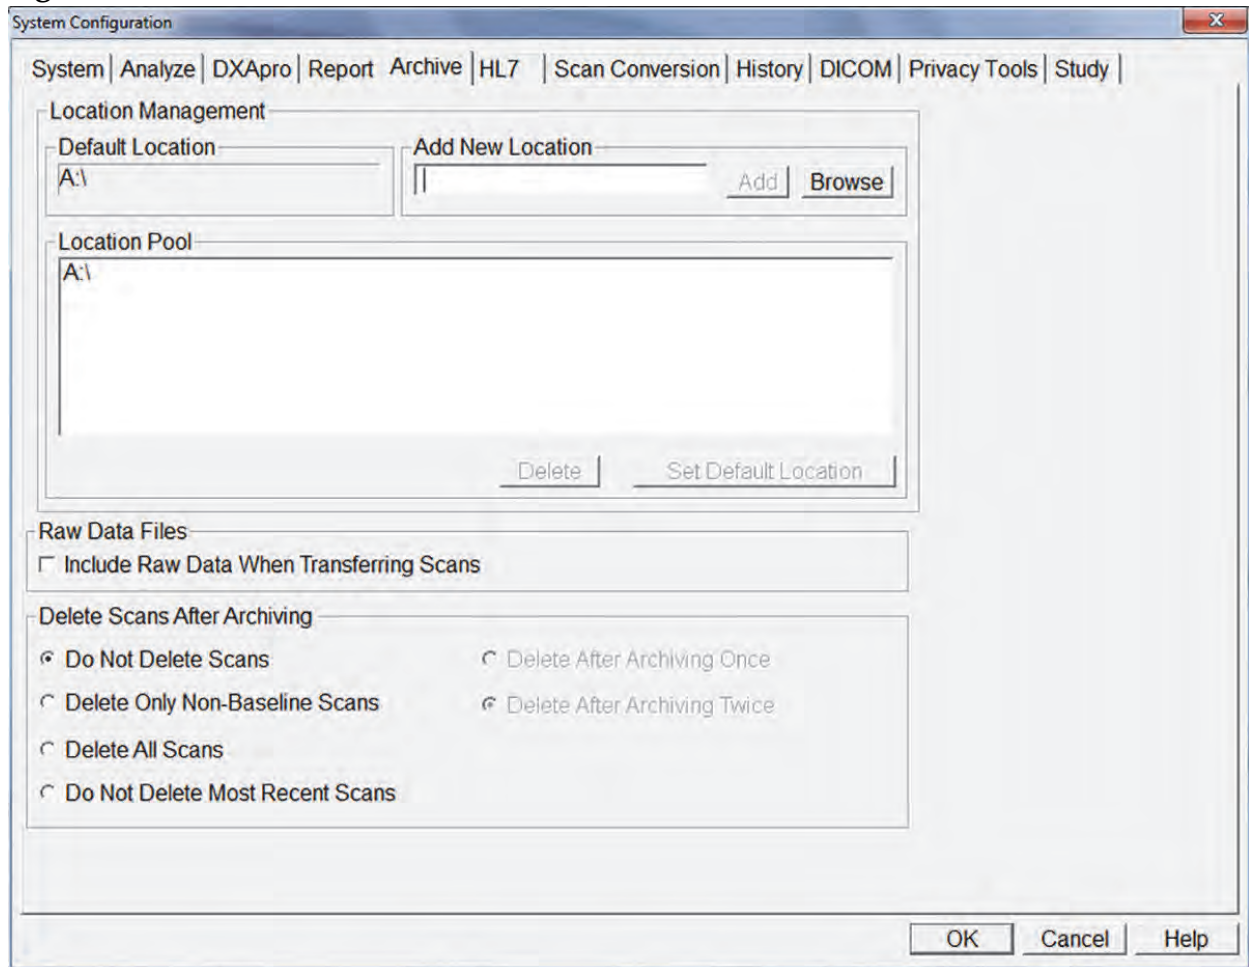 System Configuration
System Analyze DXApro Report Archive HL7 Scan Conversion History DICOM Privacy Tools Study
Location Management
Default Location
A:\
Add New Location
Add Browse
Location Pool
A:\
Delete Set Default Location
Raw Data Files
Include Raw Data When Transferring Scans
Delete Scans After Archiving
Do Not Delete Scans
Delete After Archiving Once
Delete Only Non-Baseline Scans
Delete After Archiving Twice
Delete All Scans
Do Not Delete Most Recent Scans
OK Cancel Help